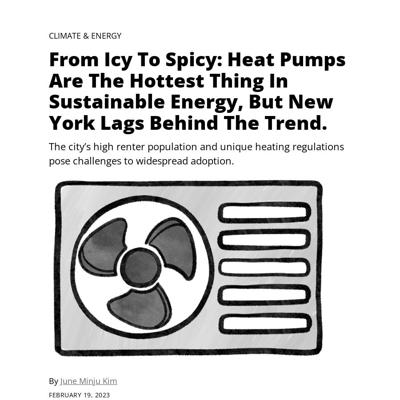 CLIMATE & ENERGY
From Icy To Spicy: Heat Pumps
Are The Hottest Thing In
Sustainable Energy, But New
York Lags Behind The Trend.
The city's high renter population and unique heating regulations
pose challenges to widespread adoption.
By June Minju Kim
FEBRUARY 19, 2023